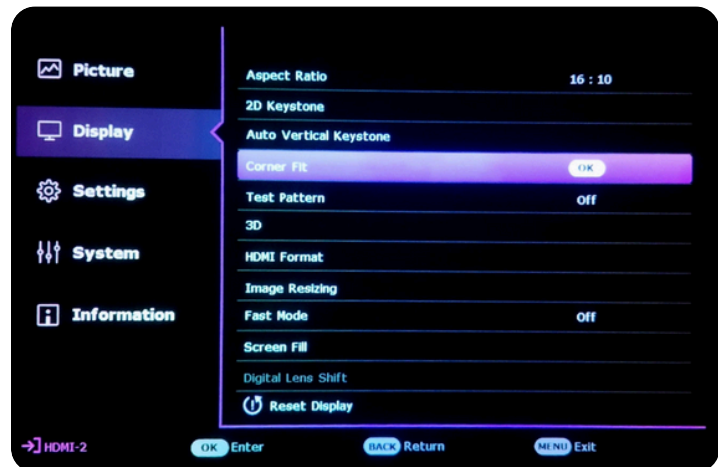 Picture
Display
Settings
System
Information
Aspect Ratio 16 : 10
2D Keystone
Auto Vertical Keystone
Corner Fit OK
Test Pattern Off
3D
HDMI Format
Image Resizing
Fast Mode Off
Screen Fill
Digital Lens Shift
Reset Display
HDMI-2 OK Enter BACK Return MENU Exit